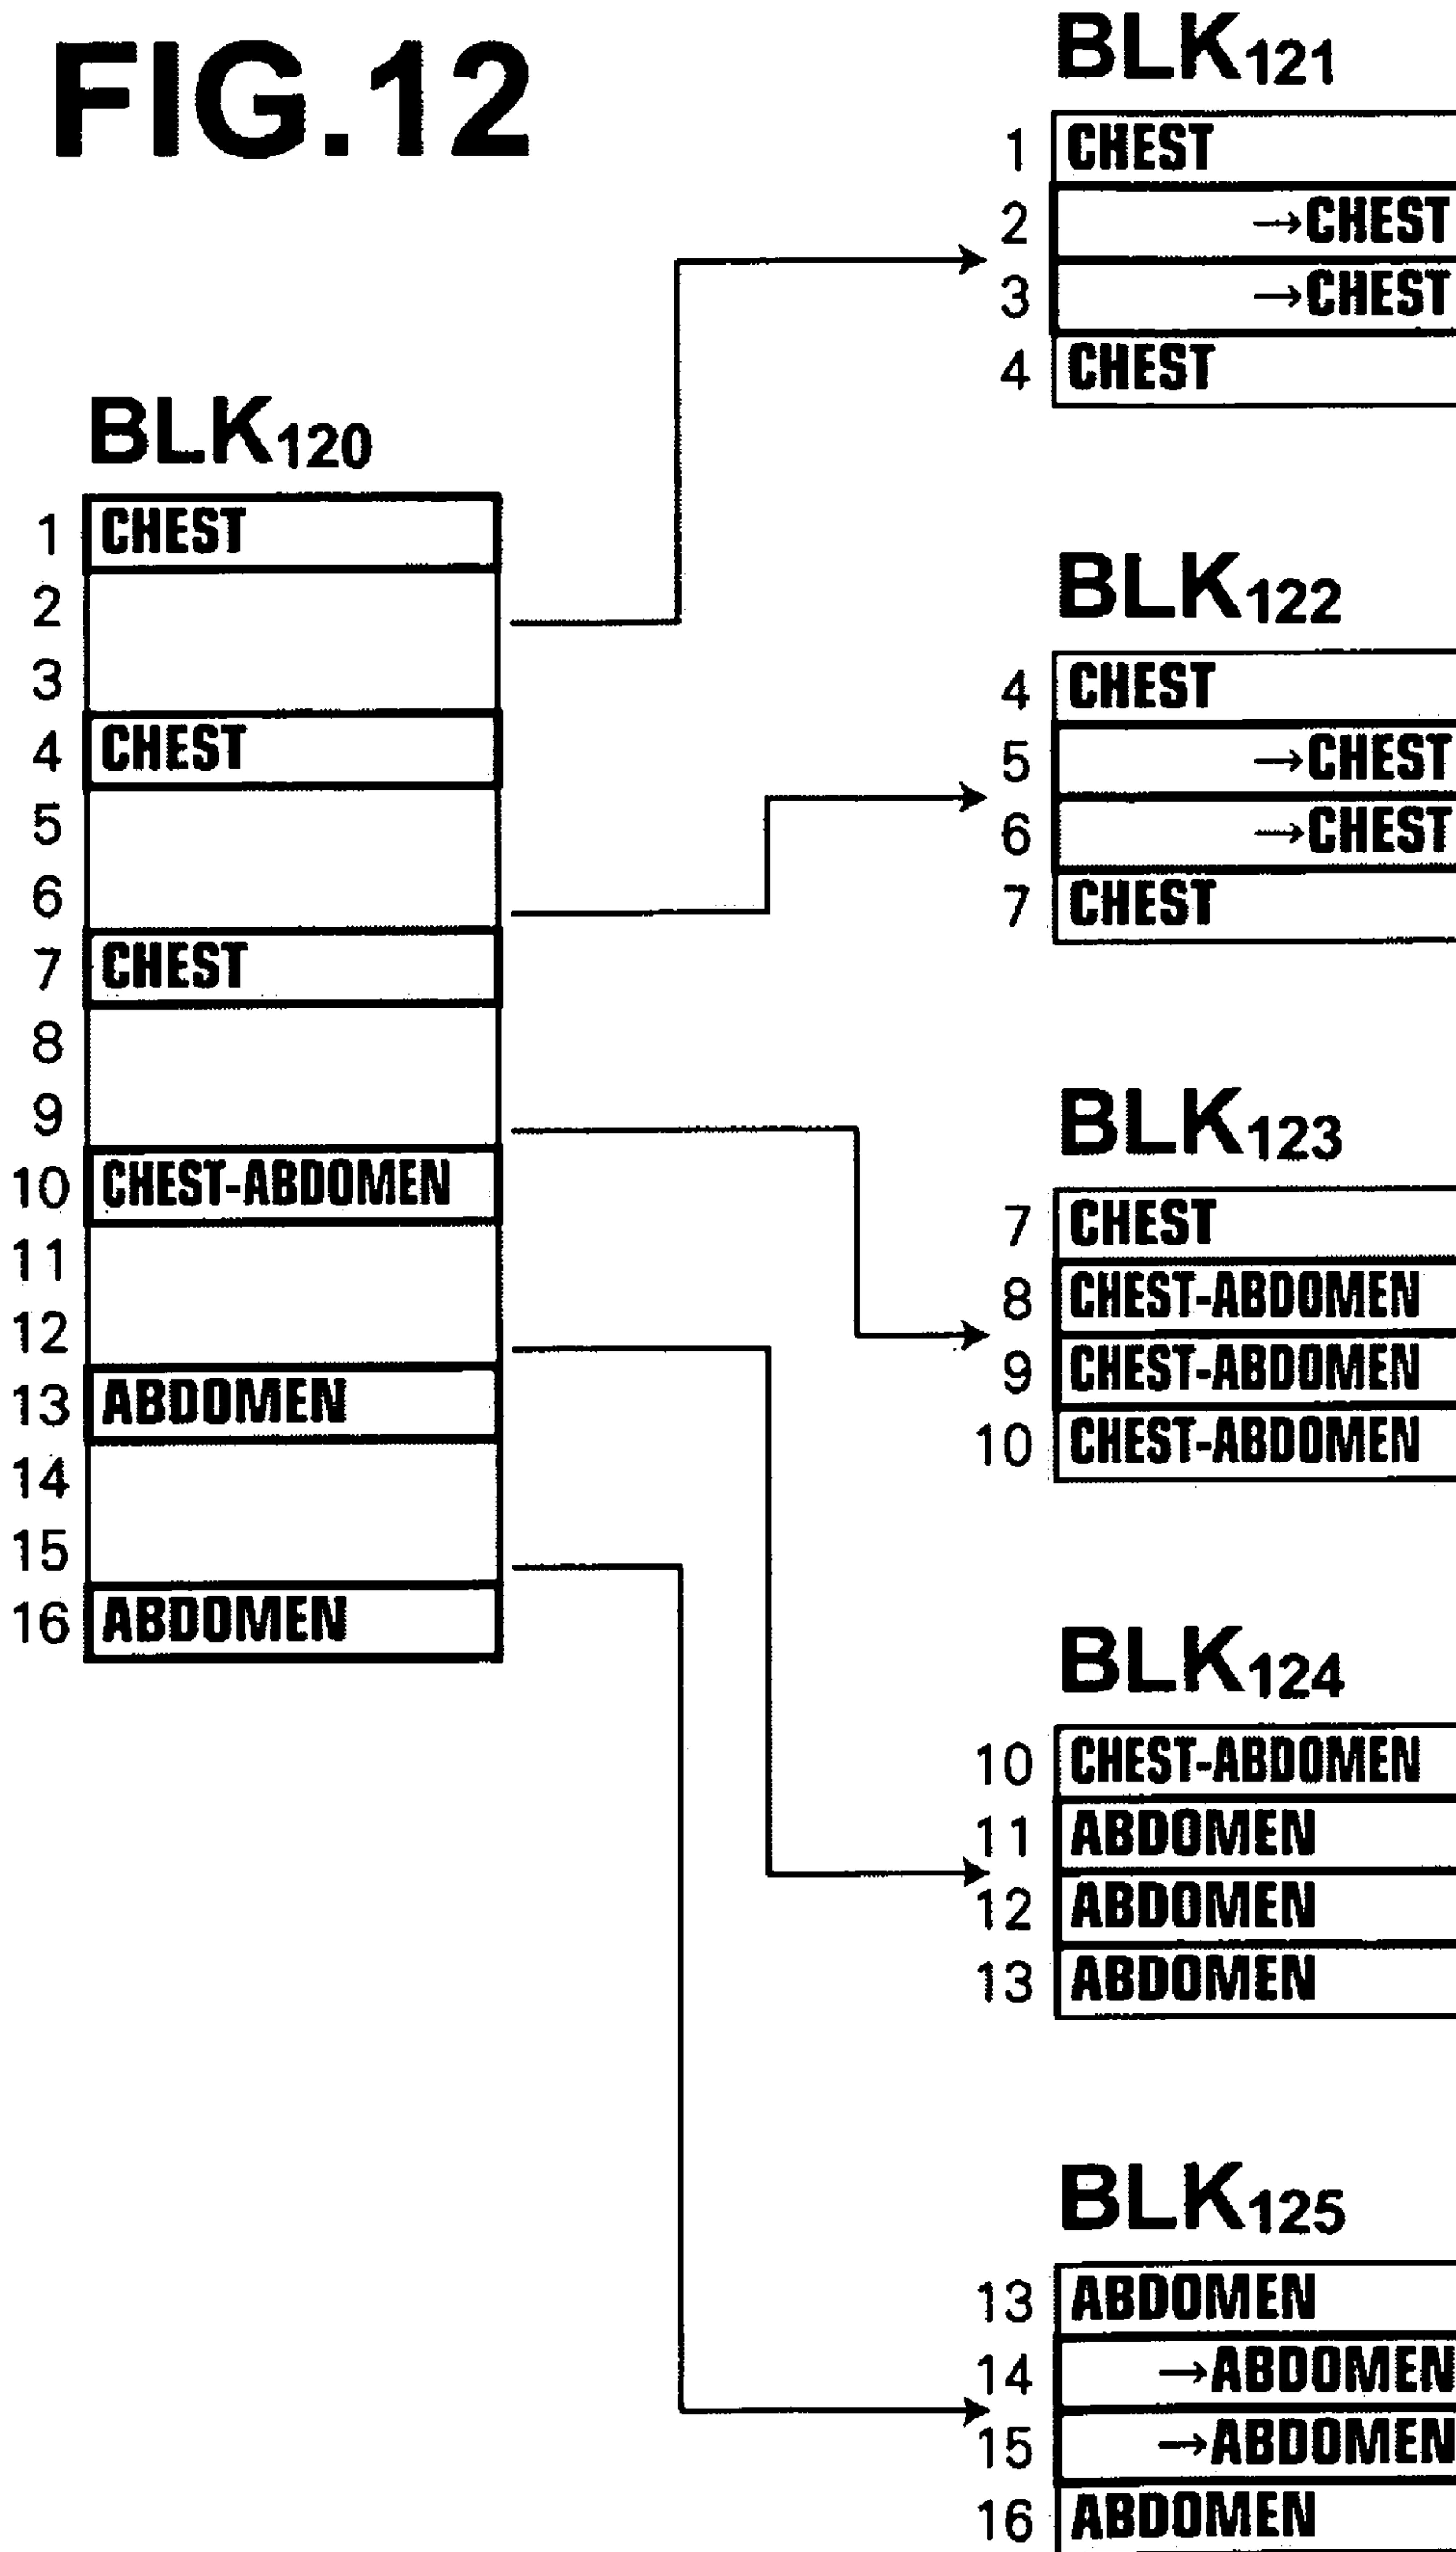 FIG.12
BLK120
1 CHEST
2
3
4 CHEST
5
6
7 CHEST
8
9
10 CHEST-ABDOMEN
11
12
13 ABDOMEN
14
15
16 ABDOMEN
BLK121
1 CHEST
2 →CHEST
3 →CHEST
4 CHEST
BLK122
4 CHEST
5 →CHEST
6 →CHEST
7 CHEST
BLK123
7 CHEST
8 CHEST-ABDOMEN
9 CHEST-ABDOMEN
10 CHEST-ABDOMEN
BLK124
10 CHEST-ABDOMEN
11 ABDOMEN
12 ABDOMEN
13 ABDOMEN
BLK125
13 ABDOMEN
14 →ABDOMEN
15 →ABDOMEN
16 ABDOMEN